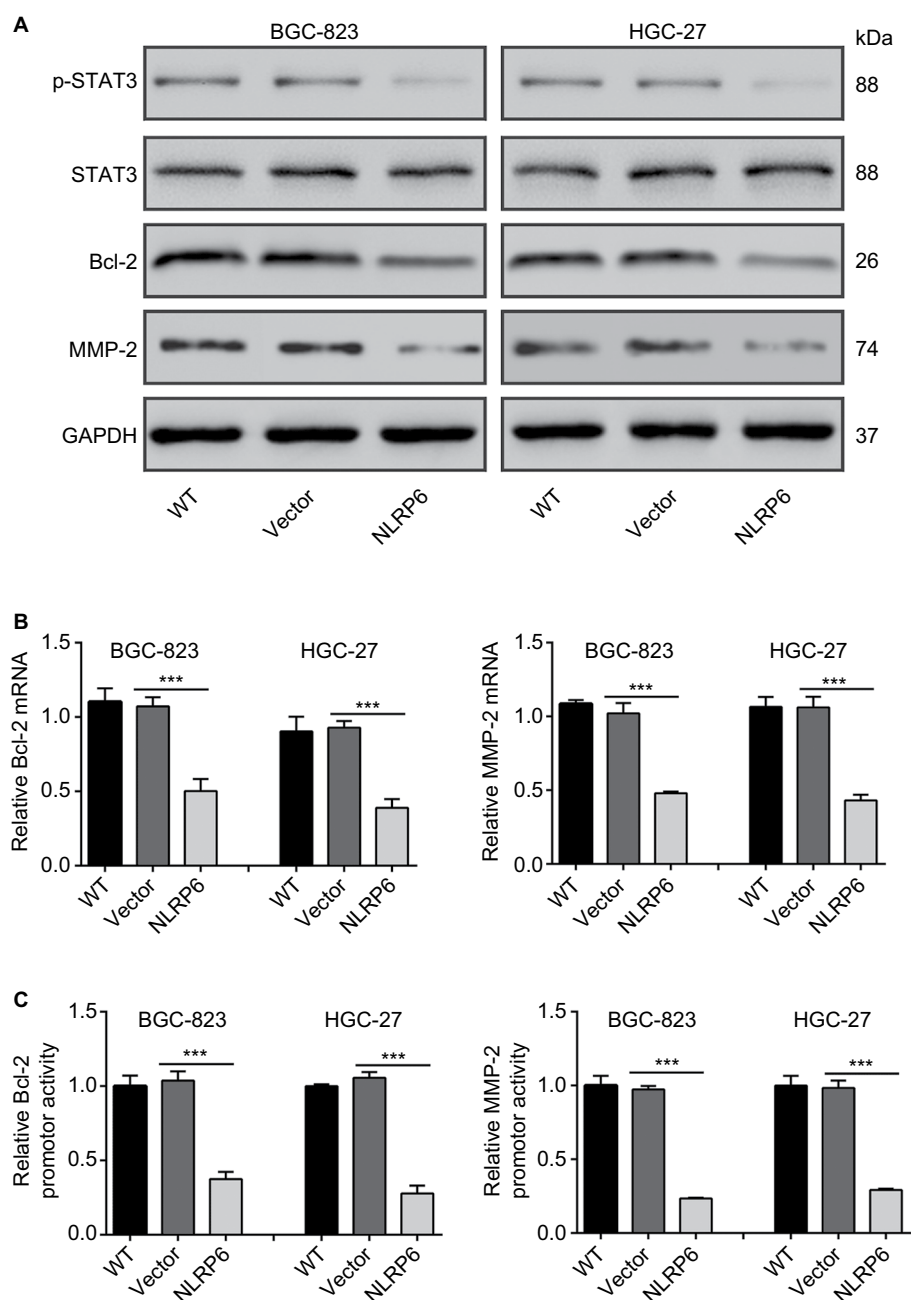 A
BGC-823 HGC-27 kDa
p-STAT3 88
STAT3 88
Bcl-2 26
MMP-2 74
GAPDH 37
WT Vector NLRP6 WT Vector NLRP6
B
Relative Bcl-2 mRNA
1.5
1.0
0.5
0.0
BGC-823 HGC-27
*** ***
WT Vector NLRP6 WT Vector NLRP6
Relative MMP-2 mRNA
1.5
1.0
0.5
0.0
BGC-823 HGC-27
*** ***
WT Vector NLRP6 WT Vector NLRP6
C
Relative Bcl-2
promotor activity
1.5
1.0
0.5
0.0
BGC-823 HGC-27
*** ***
WT Vector NLRP6 WT Vector NLRP6
Relative MMP-2
promotor activity
1.5
1.0
0.5
0.0
BGC-823 HGC-27
*** ***
WT Vector NLRP6 WT Vector NLRP6